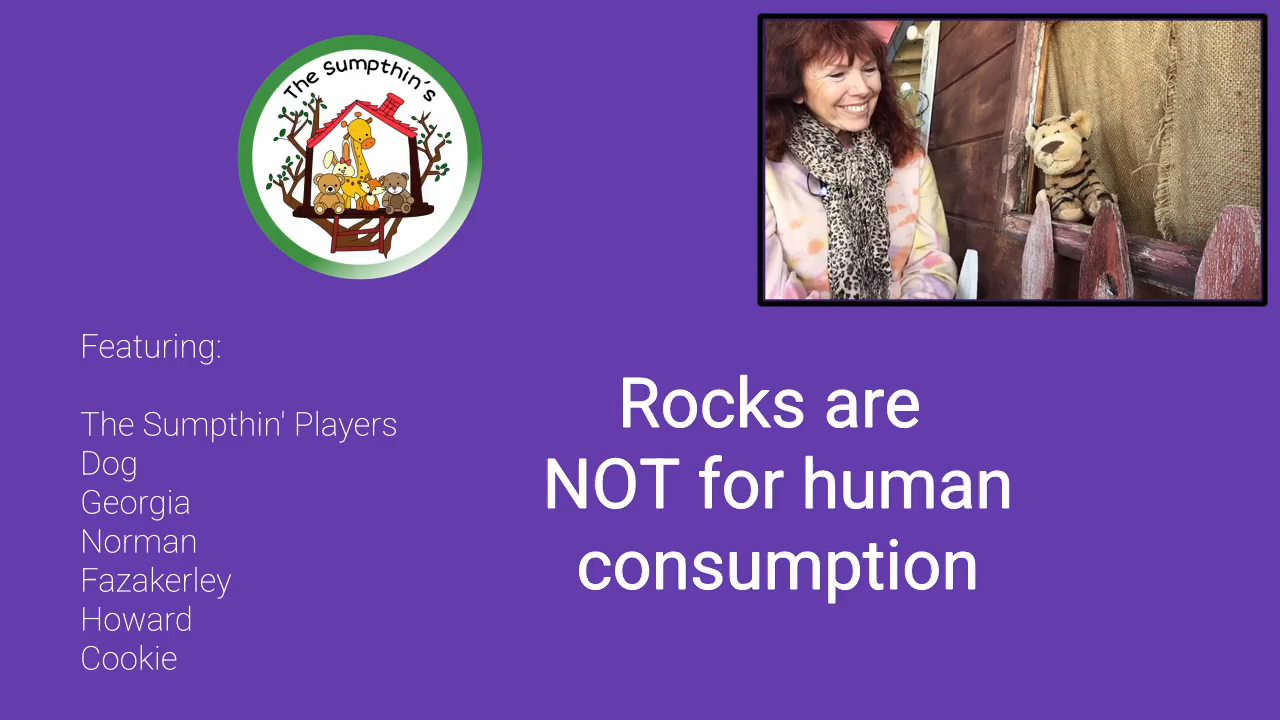 The Sumpthin's
Featuring:
The Sumpthin' Players
Dog
Georgia
Norman
Fazakerley
Howard
Cookie
Rocks are
NOT for human
consumption